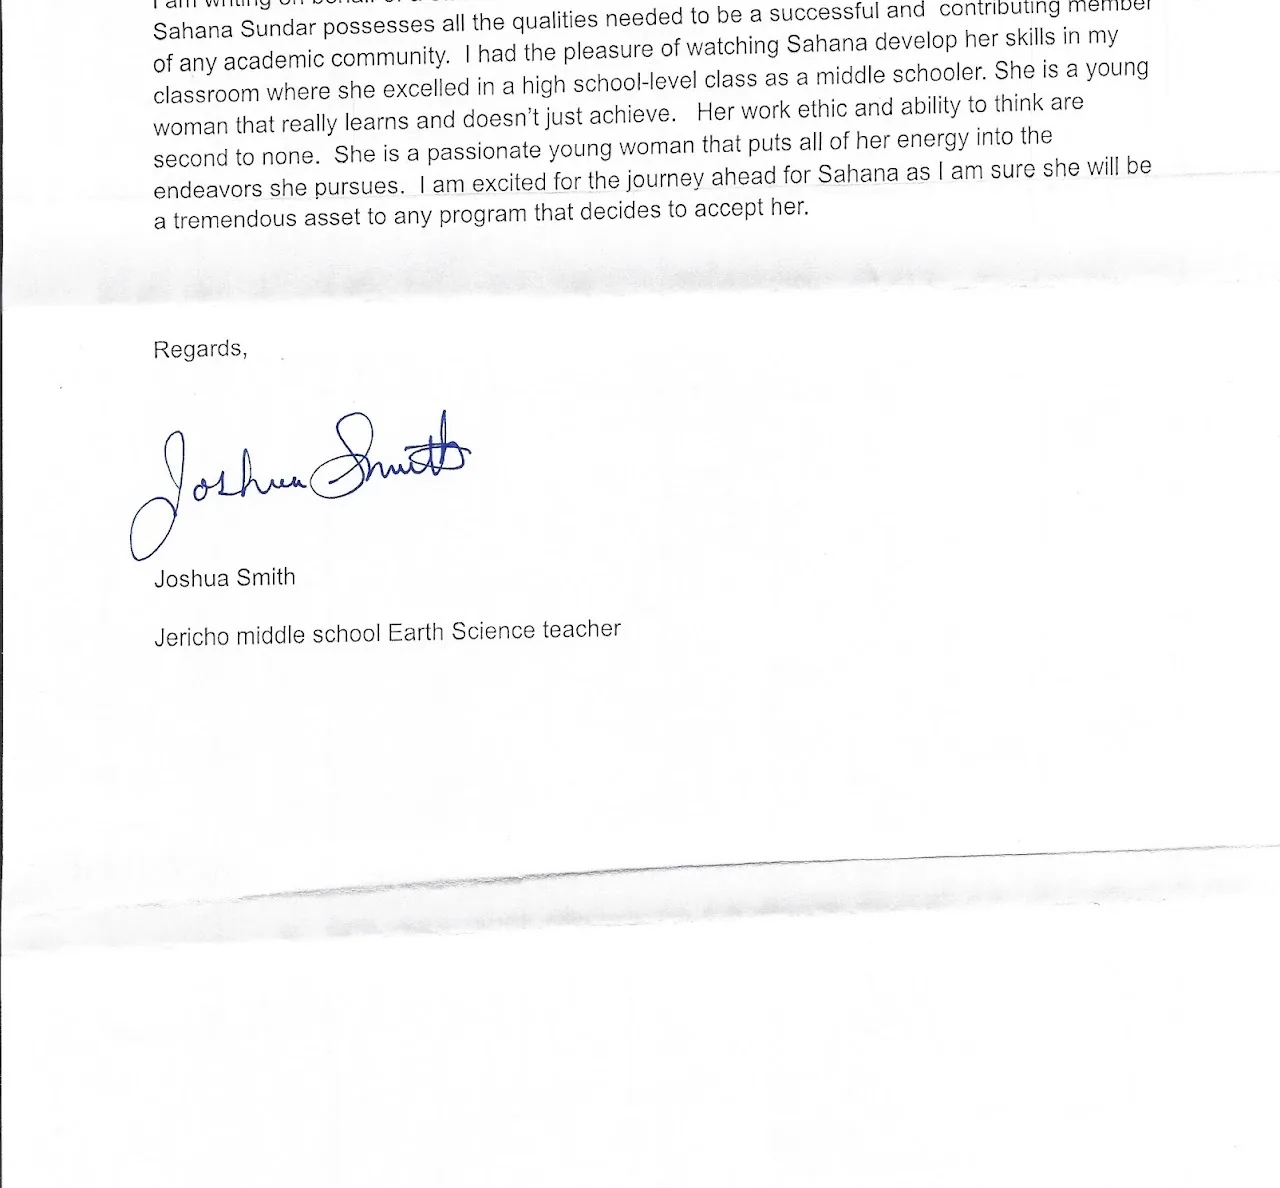 I am writing on behalf of a
Sahana Sundar possesses all the qualities needed to be a successful and  contributing member
of any academic community.  I had the pleasure of watching Sahana develop her skills in my
classroom where she excelled in a high school-level class as a middle schooler. She is a young
woman that really learns and doesn't just achieve.   Her work ethic and ability to think are
second to none.  She is a passionate young woman that puts all of her energy into the
endeavors she pursues.  I am excited for the journey ahead for Sahana as I am sure she will be
a tremendous asset to any program that decides to accept her.
Regards,
Joshua Smith
Joshua Smith
Jericho middle school Earth Science teacher